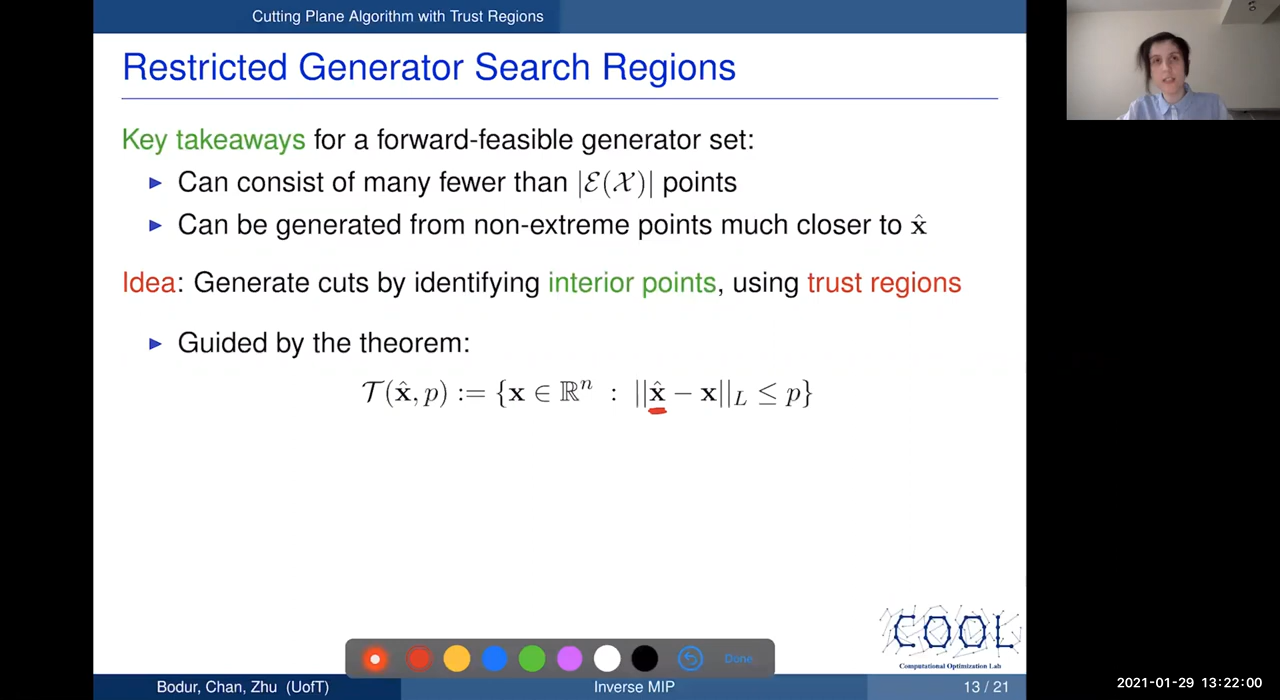 Cutting Plane Algorithm with Trust Regions
Restricted Generator Search Regions
Key takeaways for a forward-feasible generator set:
▶ Can consist of many fewer than |ℰ(𝒳)| points
▶ Can be generated from non-extreme points much closer to x̂
Idea: Generate cuts by identifying interior points, using trust regions
▶ Guided by the theorem:
𝒯(x̂, p) := {x ∈ ℝⁿ : ||x̂ − x||_L ≤ p}
COOL
Computational Optimization Lab
Done
Bodur, Chan, Zhu (UofT)
Inverse MIP
13 / 21
2021-01-29 13:22:00